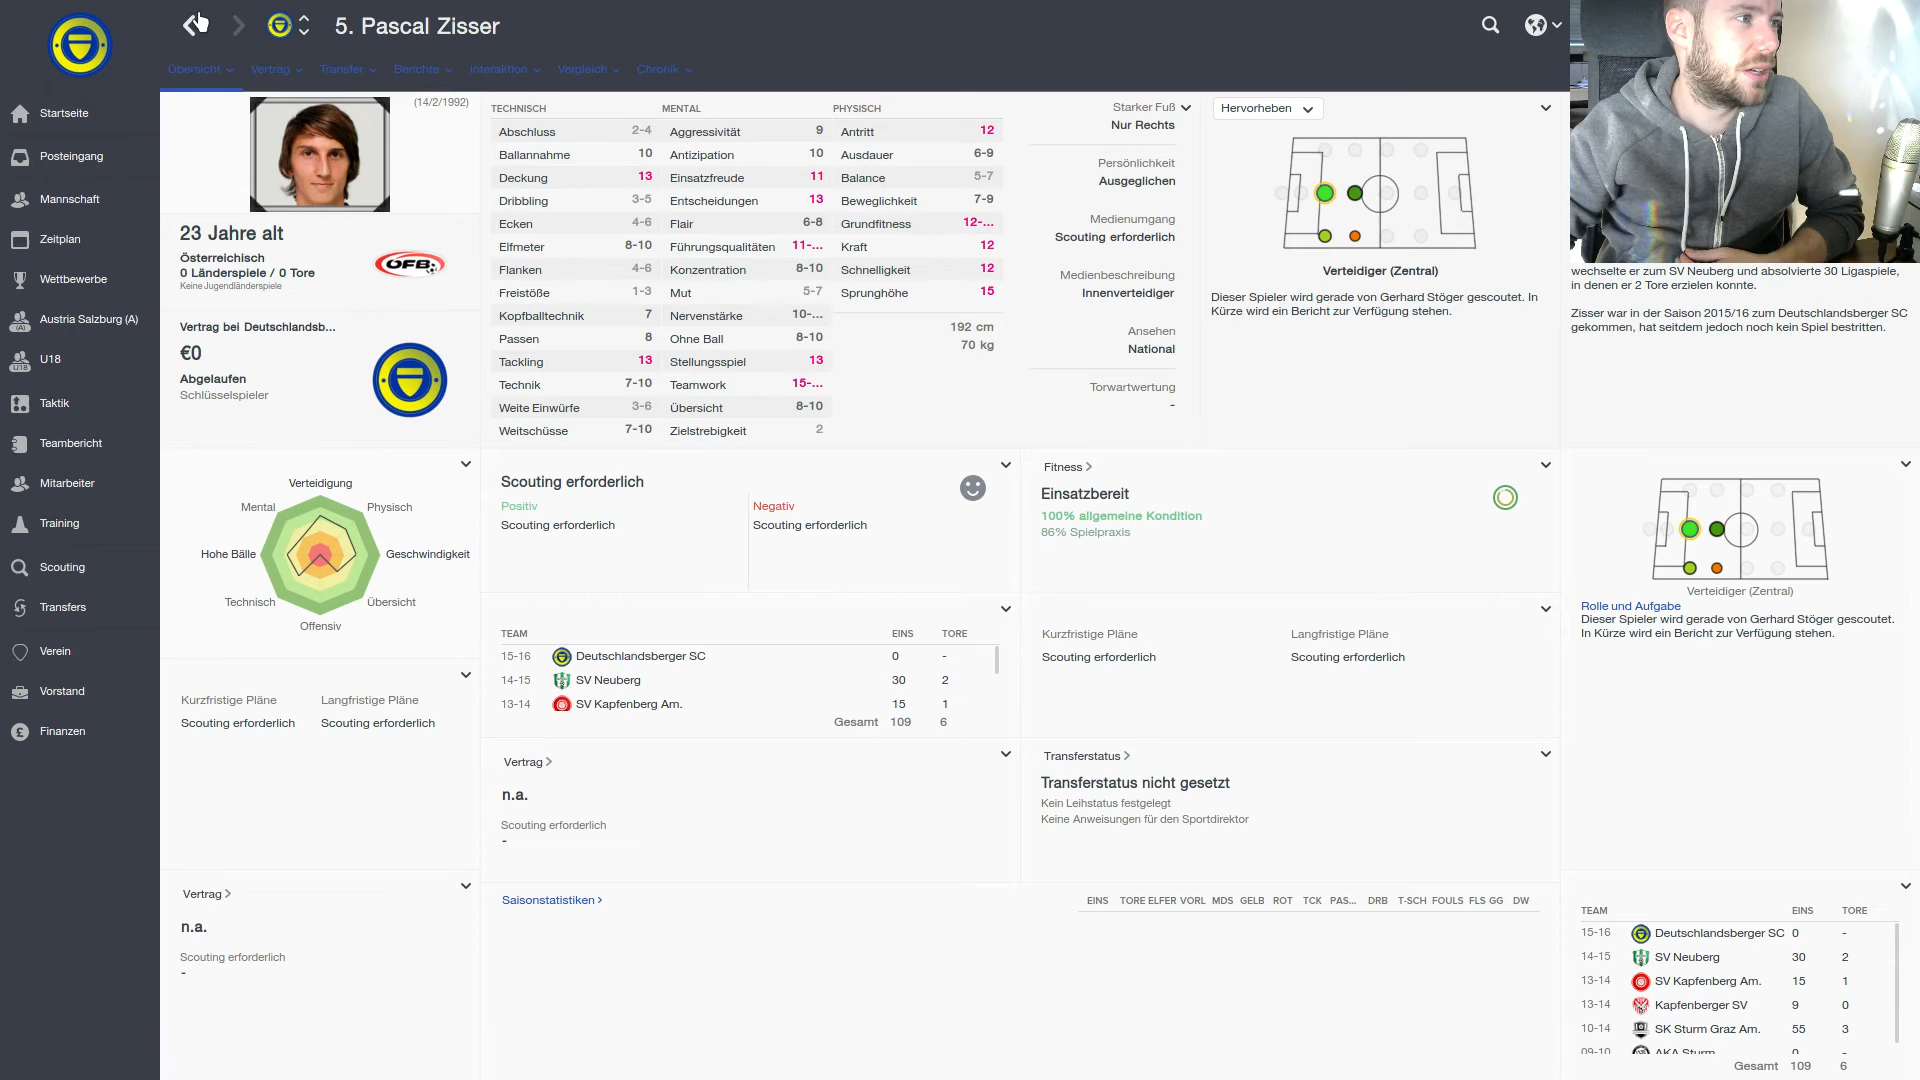 5. Pascal Zisser
Übersicht
Vertrag
Transfer
Berichte
Interaktion
Vergleich
Chronik
Startseite
Posteingang
Mannschaft
Zeitplan
Wettbewerbe
Austria Salzburg (A)
U18
Taktik
Teambericht
Mitarbeiter
Training
Scouting
Transfers
Verein
Vorstand
Finanzen
(14/2/1992)
23 Jahre alt
Österreichisch
0 Länderspiele / 0 Tore
Keine Jugendländerspiele
ÖFB
Vertrag bei Deutschlandsb...
€0
Abgelaufen
Schlüsselspieler
TECHNISCH
Abschluss 2-4
Ballannahme 10
Deckung 13
Dribbling 3-5
Ecken 4-6
Elfmeter 8-10
Flanken 4-6
Freistöße 1-3
Kopfballtechnik 7
Passen 8
Tackling 13
Technik 7-10
Weite Einwürfe 3-6
Weitschüsse 7-10
MENTAL
Aggressivität 9
Antizipation 10
Einsatzfreude 11
Entscheidungen 13
Flair 6-8
Führungsqualitäten 11-...
Konzentration 8-10
Mut 5-7
Nervenstärke 10-...
Ohne Ball 8-10
Stellungsspiel 13
Teamwork 15-...
Übersicht 8-10
Zielstrebigkeit 2
PHYSISCH
Antritt 12
Ausdauer 6-9
Balance 5-7
Beweglichkeit 7-9
Grundfitness 12-...
Kraft 12
Schnelligkeit 12
Sprunghöhe 15
192 cm
70 kg
Starker Fuß
Nur Rechts
Persönlichkeit
Ausgeglichen
Medienumgang
Scouting erforderlich
Medienbeschreibung
Innenverteidiger
Ansehen
National
Torwartwertung
-
Hervorheben
Verteidiger (Zentral)
Dieser Spieler wird gerade von Gerhard Stöger gescoutet. In
Kürze wird ein Bericht zur Verfügung stehen.
wechselte er zum SV Neuberg und absolvierte 30 Ligaspiele,
in denen er 2 Tore erzielen konnte.
Zisser war in der Saison 2015/16 zum Deutschlandsberger SC
gekommen, hat seitdem jedoch noch kein Spiel bestritten.
Verteidigung
Mental
Physisch
Hohe Bälle
Geschwindigkeit
Technisch
Übersicht
Offensiv
Scouting erforderlich
Positiv
Scouting erforderlich
Negativ
Scouting erforderlich
Fitness
Einsatzbereit
100% allgemeine Kondition
86% Spielpraxis
Verteidiger (Zentral)
Rolle und Aufgabe
Dieser Spieler wird gerade von Gerhard Stöger gescoutet.
In Kürze wird ein Bericht zur Verfügung stehen.
TEAM EINS TORE
15-16 Deutschlandsberger SC 0 -
14-15 SV Neuberg 30 2
13-14 SV Kapfenberg Am. 15 1
Gesamt 109 6
Kurzfristige Pläne
Scouting erforderlich
Langfristige Pläne
Scouting erforderlich
Kurzfristige Pläne
Scouting erforderlich
Langfristige Pläne
Scouting erforderlich
Vertrag
n.a.
Scouting erforderlich
-
Transferstatus
Transferstatus nicht gesetzt
Kein Leihstatus festgelegt
Keine Anweisungen für den Sportdirektor
Vertrag
n.a.
Scouting erforderlich
-
Saisonstatistiken
EINS TORE ELFER VORL MDS GELB ROT TCK PAS... DRB T-SCH FOULS FLS GG DW
TEAM EINS TORE
15-16 Deutschlandsberger SC 0 -
14-15 SV Neuberg 30 2
13-14 SV Kapfenberg Am. 15 1
13-14 Kapfenberger SV 9 0
10-14 SK Sturm Graz Am. 55 3
09-10 AKA Sturm 0 -
Gesamt 109 6